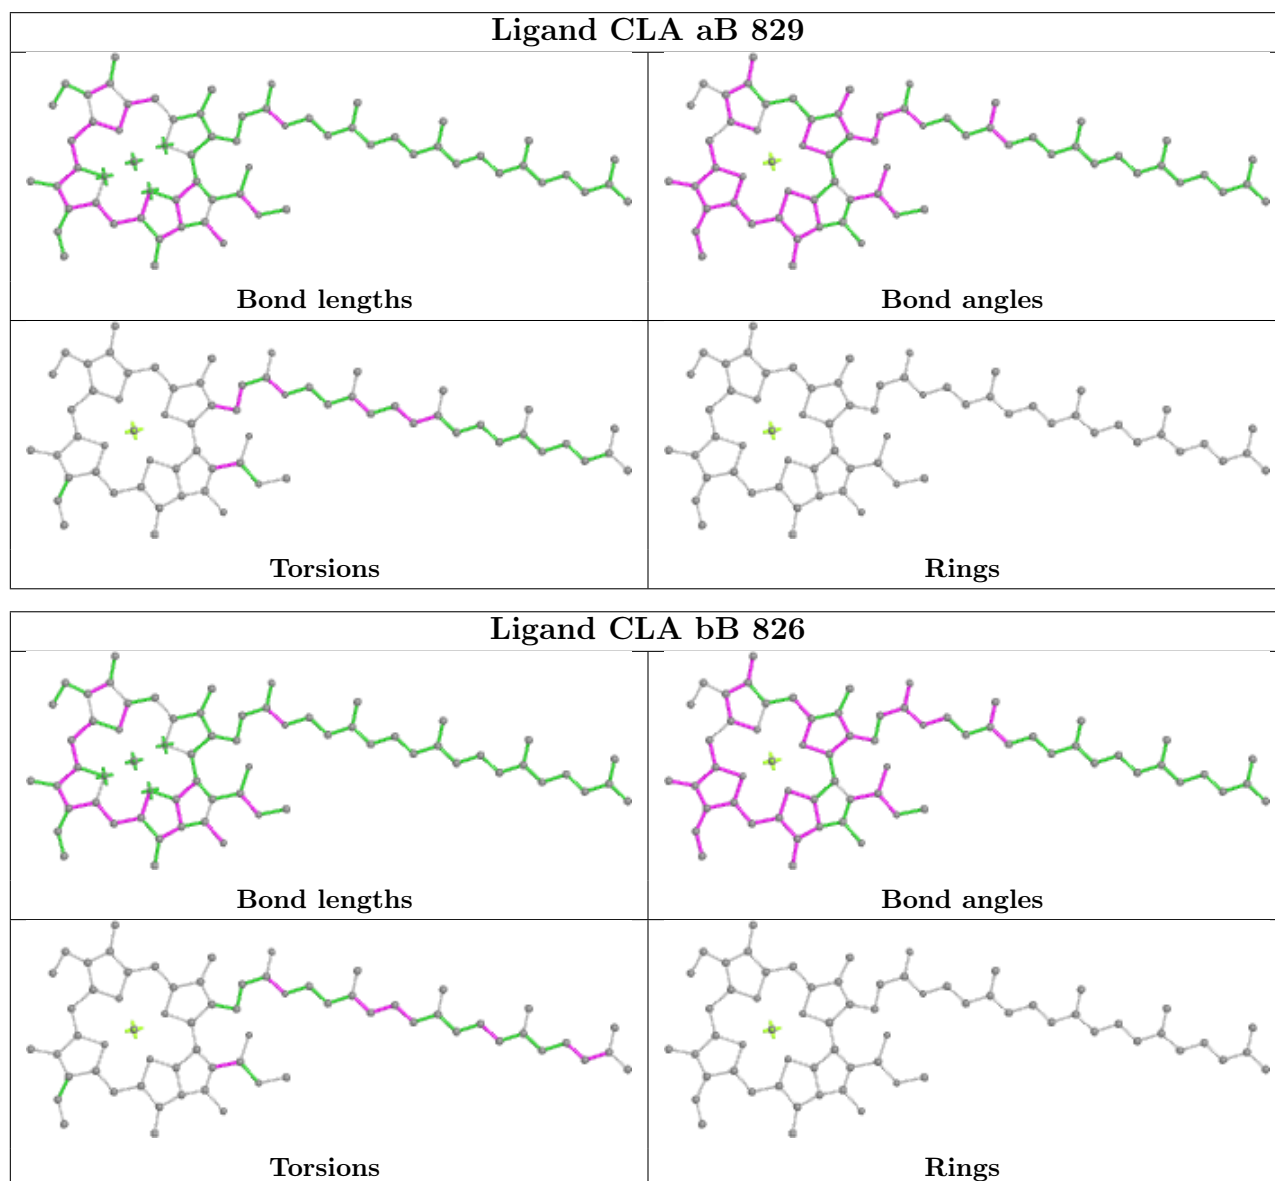 Ligand CLA aB 829
Bond lengths
Bond angles
Torsions
Rings
Ligand CLA bB 826
Bond lengths
Bond angles
Torsions
Rings